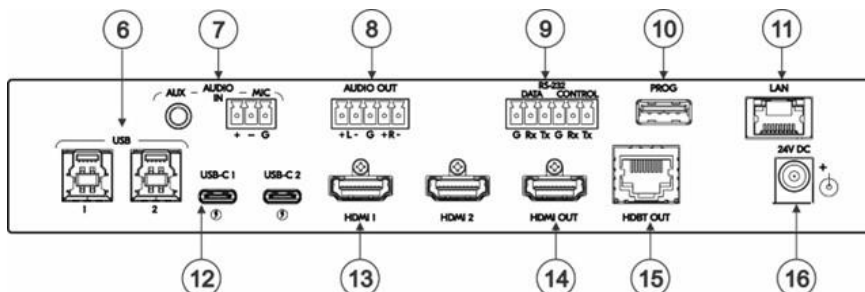 6 7 8 9 10 11
AUX AUDIO IN MIC AUDIO OUT RS-232 PROG LAN
DATA CONTROL
+ - G +L- G +R- G Rx Tx G Rx Tx
24V DC
USB
USB-C 1 USB-C 2 +
1 2 HDMI 1 HDMI 2 HDMI OUT HDBT OUT
12 13 14 15 16